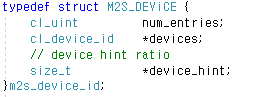 typedef struct M2S_DEVICE {
cl_uint num_entries;
cl_device_id *devices;
// device hint ratio
size_t *device_hint;
}m2s_device_id;